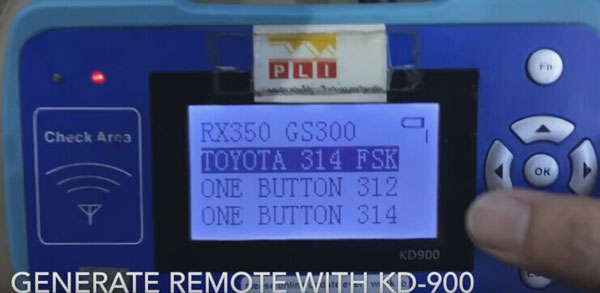 PLI
Fn
Check Area
RX350 GS300
TOYOTA 314 FSK
ONE BUTTON 312
ONE BUTTON 314
OK
KD900
GENERATE REMOTE WITH KD-900